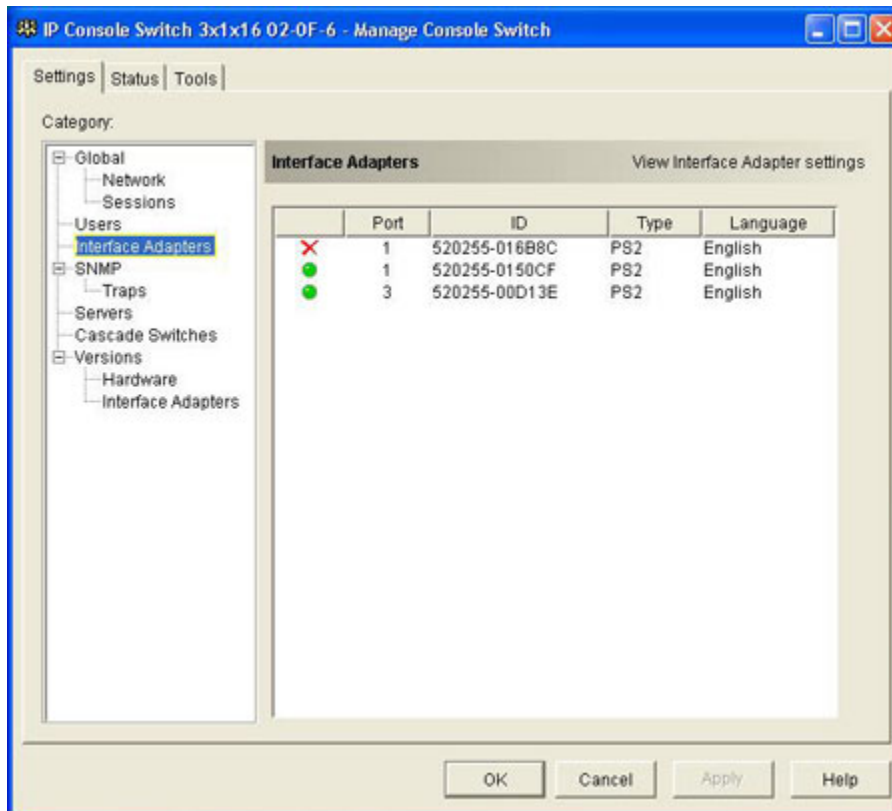 IP Console Switch 3x1x16 02-0F-6 - Manage Console Switch
Settings Status Tools
Category:
Global
Network
Sessions
Users
Interface Adapters
SNMP
Traps
Servers
Cascade Switches
Versions
Hardware
Interface Adapters
Interface Adapters View Interface Adapter settings
Port ID Type Language
1 520255-016B8C PS2 English
1 520255-0150CF PS2 English
3 520255-00D13E PS2 English
OK Cancel Apply Help